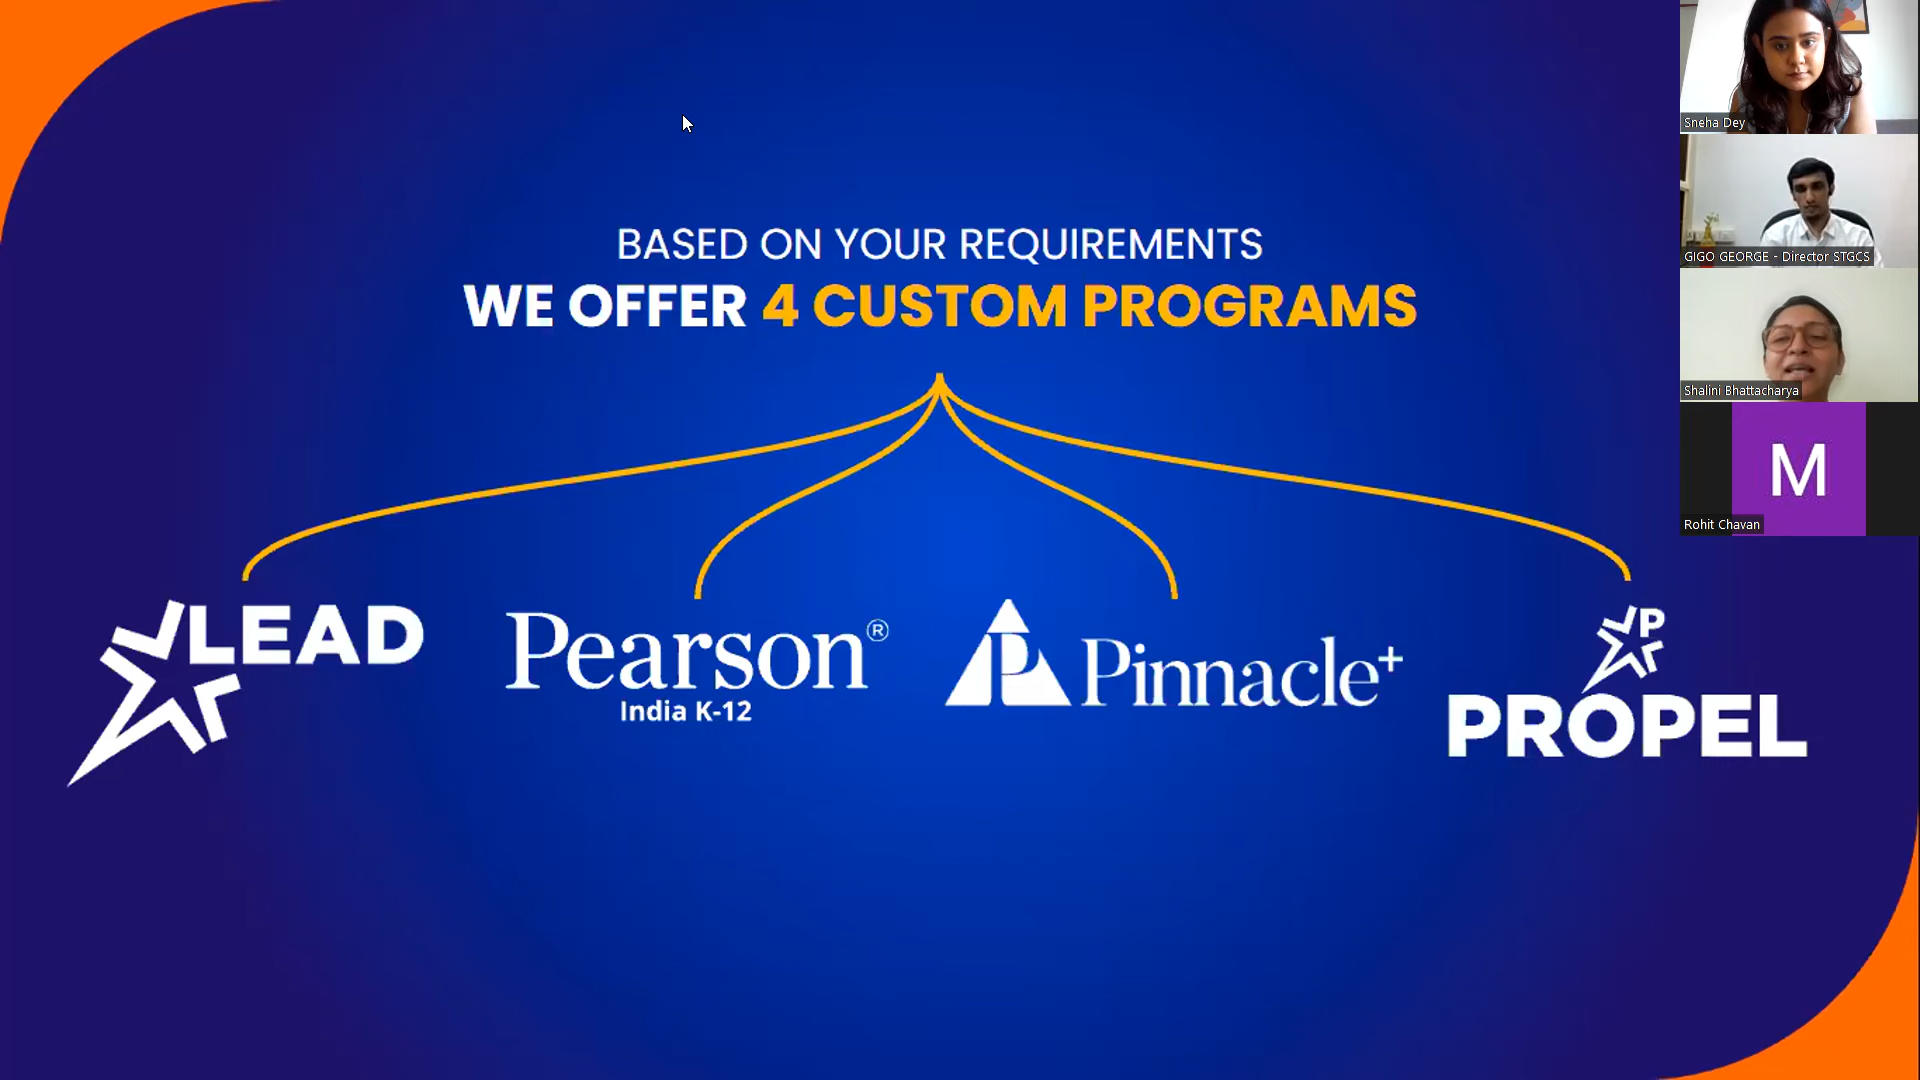 BASED ON YOUR REQUIREMENTS
WE OFFER 4 CUSTOM PROGRAMS
LEAD
Pearson®
India K-12
P
Pinnacle+
P
PROPEL
Sneha Dey
GIGO GEORGE - Director STGCS
Shalini Bhattacharya
M
Rohit Chavan